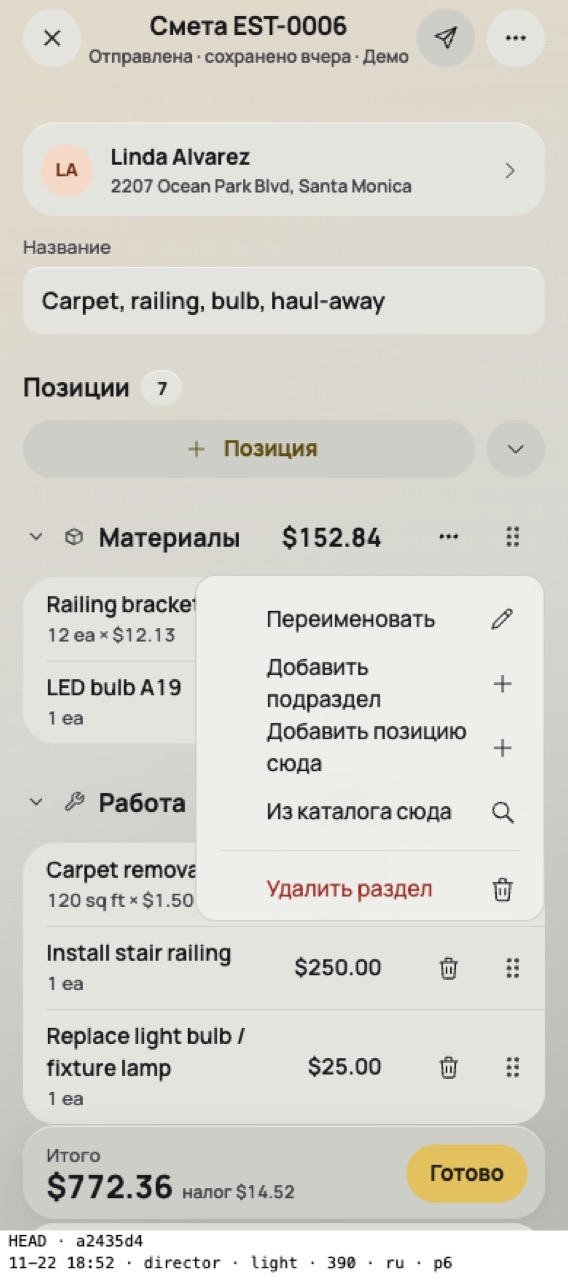 Смета EST-0006
Отправлена · сохранено вчера · Демо
LA
Linda Alvarez
2207 Ocean Park Blvd, Santa Monica
Название
Carpet, railing, bulb, haul-away
Позиции 7
+ Позиция
Материалы $152.84
Railing bracket
12 ea × $12.13
LED bulb A19
1 ea
Переименовать
Добавить
подраздел
Добавить позицию
сюда
Из каталога сюда
Удалить раздел
Работа
Carpet remova
120 sq ft × $1.50
Install stair railing
1 ea
$250.00
Replace light bulb /
fixture lamp
1 ea
$25.00
Итого
$772.36 налог $14.52
Готово
HEAD · a2435d4
11-22 18:52 · director · light · 390 · ru · p6